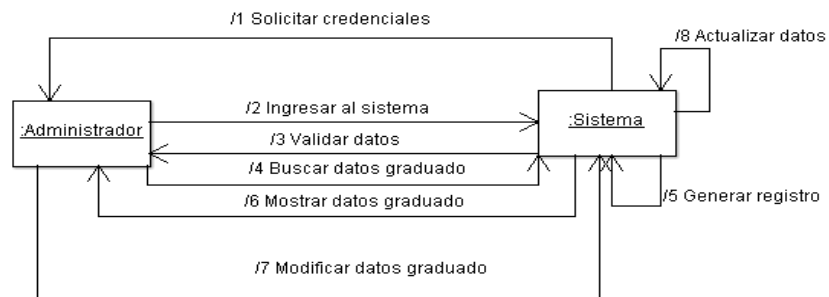 /1 Solicitar credenciales
/8 Actualizar datos
:Administrador
/2 Ingresar al sistema
:Sistema
/3 Validar datos
/4 Buscar datos graduado
/6 Mostrar datos graduado
/5 Generar registro
/7 Modificar datos graduado